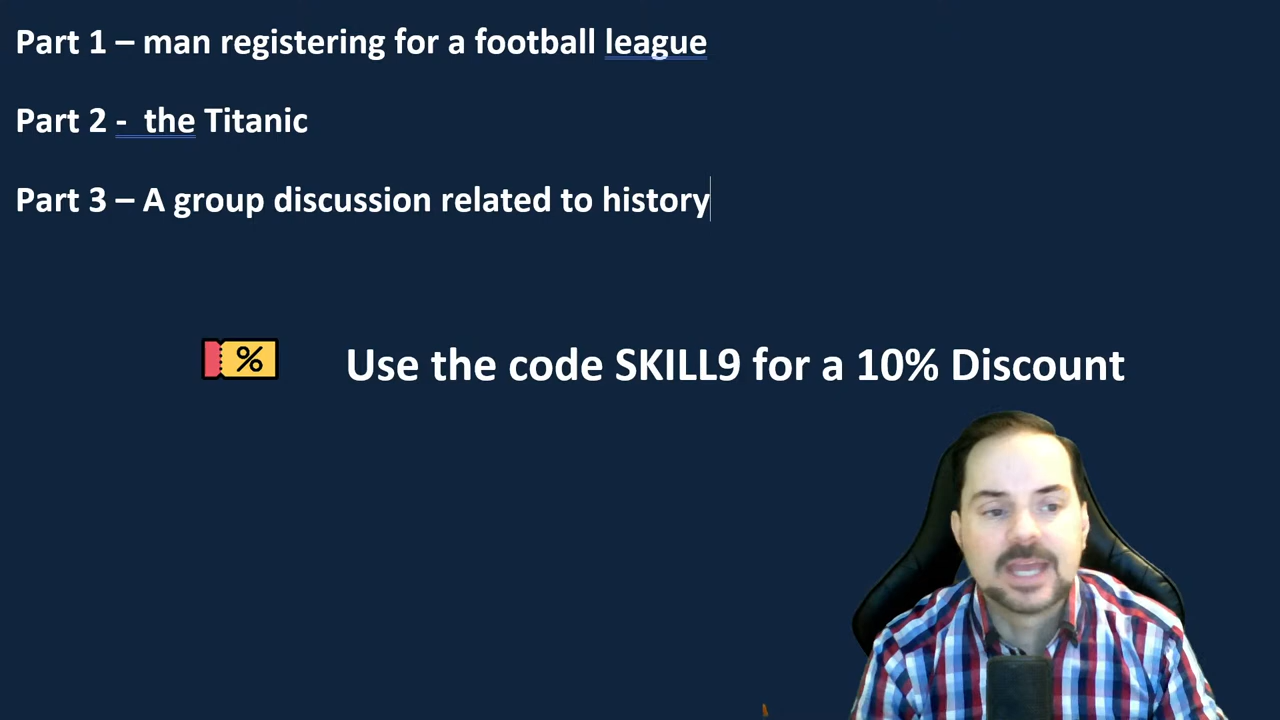 Part 1 – man registering for a football league
Part 2 - the Titanic
Part 3 – A group discussion related to history
% Use the code SKILL9 for a 10% Discount